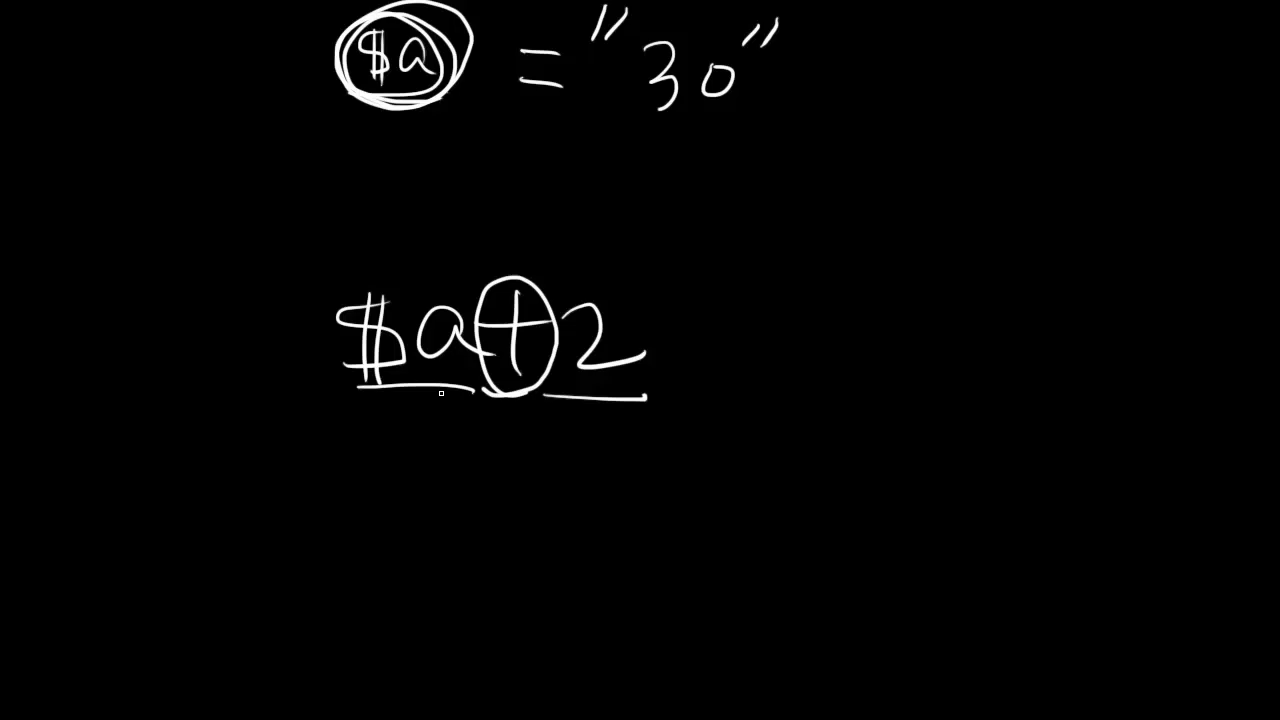 $a = "30"
$a+2